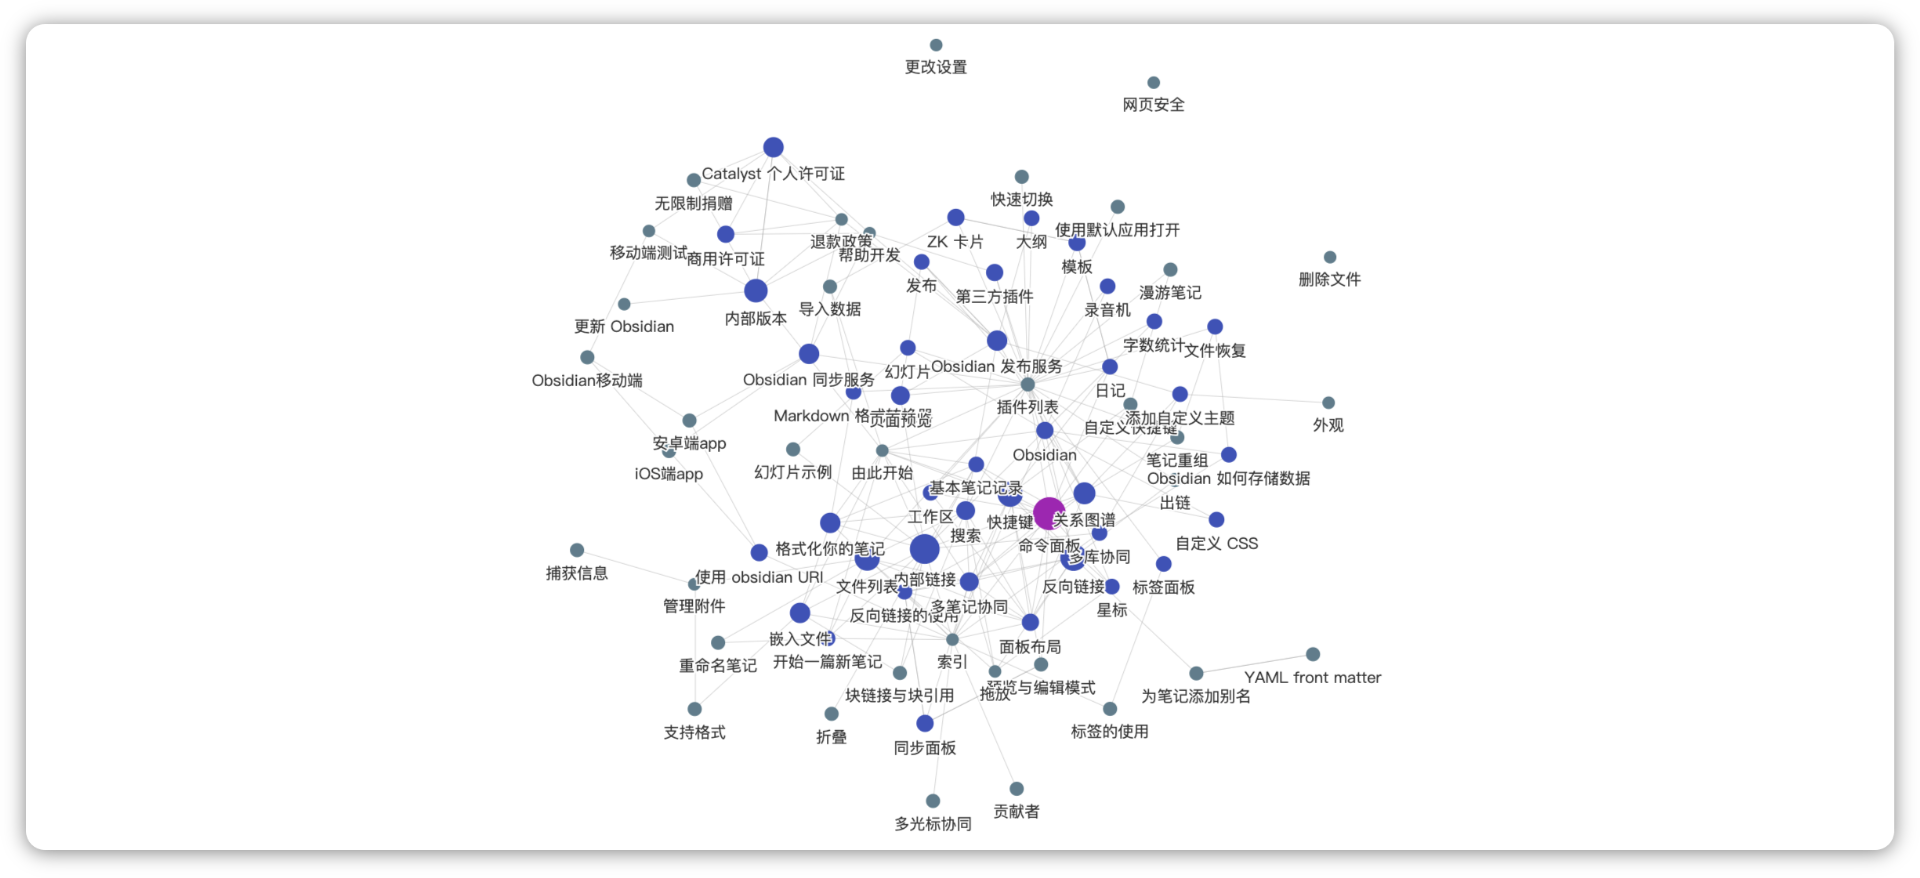 更改设置
网页安全
Catalyst 个人许可证
无限制捐赠
快速切换
使用默认应用打开
退款政策
ZK 卡片
大纲
移动端测试
商用许可证
帮助开发
模板
删除文件
发布
第三方插件
漫游笔记
导入数据
录音机
内部版本
更新 Obsidian
字数统计
文件恢复
Obsidian 发布服务
幻灯片
Obsidian移动端
Obsidian 同步服务
日记
插件列表
Markdown 格式转换器
页面预览
添加自定义主题
外观
自定义快捷键
安卓端app
Obsidian
笔记重组
iOS端app
幻灯片示例
由此开始
Obsidian 如何存储数据
基本笔记记录
出链
工作区
快捷键
关系图谱
搜索
自定义 CSS
命令面板
格式化你的笔记
多库协同
捕获信息
使用 obsidian URI
内部链接
文件列表
反向链接
标签面板
管理附件
多笔记协同
星标
反向链接的使用
嵌入文件
面板布局
开始一篇新笔记
索引
重命名笔记
YAML front matter
预览与编辑模式
块链接与块引用
拖放
为笔记添加别名
支持格式
标签的使用
折叠
同步面板
贡献者
多光标协同